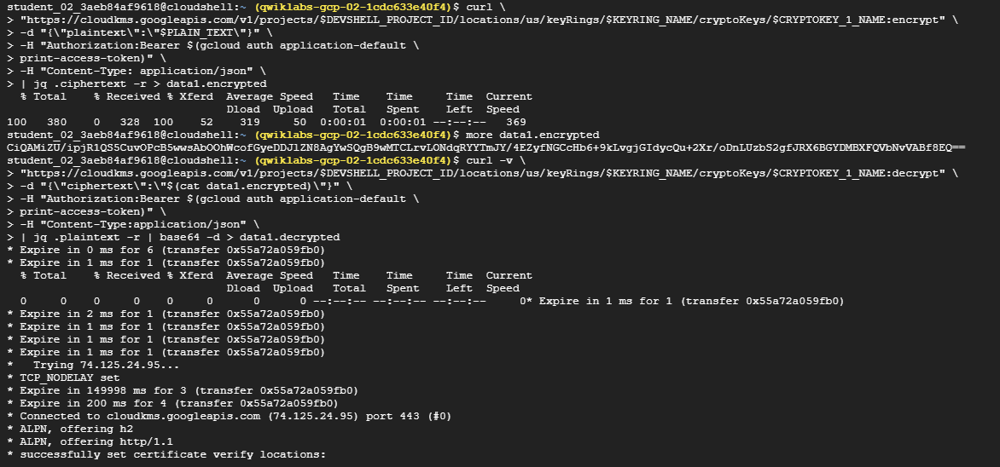 student_02_3aeb84af9618@cloudshell:~ (qwiklabs-gcp-02-1cdc633e40f4)$ curl \
> "https://cloudkms.googleapis.com/v1/projects/$DEVSHELL_PROJECT_ID/locations/us/keyRings/$KEYRING_NAME/cryptoKeys/$CRYPTOKEY_1_NAME:encrypt" \
> -d "{\"plaintext\":\"$PLAIN_TEXT\"}" \
> -H "Authorization:Bearer $(gcloud auth application-default \
> print-access-token)" \
> -H "Content-Type: application/json" \
> | jq .ciphertext -r > data1.encrypted
% Total % Received % Xferd Average Speed Time Time Time Current
Dload Upload Total Spent Left Speed
100 380 0 328 100 52 319 50 0:00:01 0:00:01 --:--:-- 369
student_02_3aeb84af9618@cloudshell:~ (qwiklabs-gcp-02-1cdc633e40f4)$ more data1.encrypted
CiQAMiZU/ipjR1QS5CuvOPcB5wwsAbOOhWcofGyeDDJlZN8AgYwSQgB9wMTCLrvLONdqRYYTmJY/4EZyfNGCcHb6+9kLvgjGIdycQu+2Xr/oDnLUzbS2gfJRX6BGYDMBXFQVbNvVABf8EQ==
student_02_3aeb84af9618@cloudshell:~ (qwiklabs-gcp-02-1cdc633e40f4)$ curl -v \
> "https://cloudkms.googleapis.com/v1/projects/$DEVSHELL_PROJECT_ID/locations/us/keyRings/$KEYRING_NAME/cryptoKeys/$CRYPTOKEY_1_NAME:decrypt" \
> -d "{\"ciphertext\":\"$(cat data1.encrypted)\"}" \
> -H "Authorization:Bearer $(gcloud auth application-default \
> print-access-token)" \
> -H "Content-Type:application/json" \
> | jq .plaintext -r | base64 -d > data1.decrypted
* Expire in 0 ms for 6 (transfer 0x55a72a059fb0)
* Expire in 1 ms for 1 (transfer 0x55a72a059fb0)
% Total % Received % Xferd Average Speed Time Time Time Current
Dload Upload Total Spent Left Speed
0 0 0 0 0 0 0 0 --:--:-- --:--:-- --:--:-- 0* Expire in 1 ms for 1 (transfer 0x55a72a059fb0)
* Expire in 2 ms for 1 (transfer 0x55a72a059fb0)
* Expire in 1 ms for 1 (transfer 0x55a72a059fb0)
* Expire in 1 ms for 1 (transfer 0x55a72a059fb0)
* Expire in 1 ms for 1 (transfer 0x55a72a059fb0)
* Trying 74.125.24.95...
* TCP_NODELAY set
* Expire in 149998 ms for 3 (transfer 0x55a72a059fb0)
* Expire in 200 ms for 4 (transfer 0x55a72a059fb0)
* Connected to cloudkms.googleapis.com (74.125.24.95) port 443 (#0)
* ALPN, offering h2
* ALPN, offering http/1.1
* successfully set certificate verify locations: